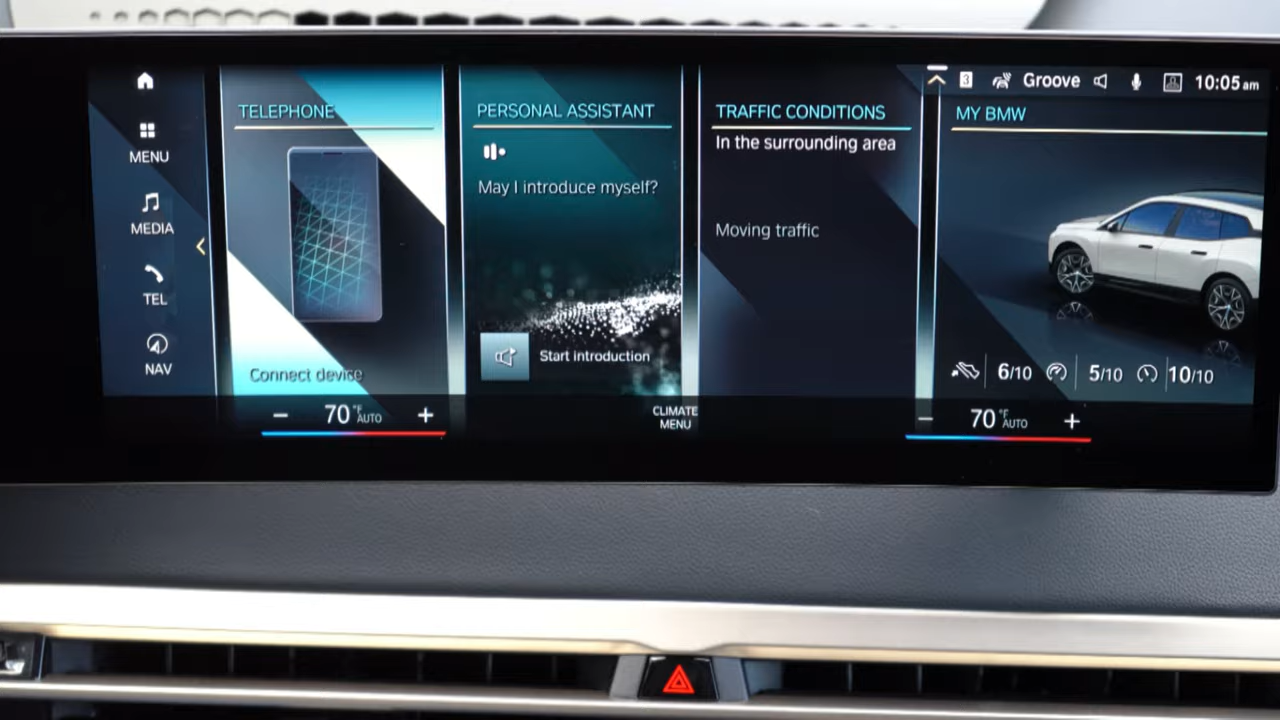 3 Groove 10:05 am
MENU
MEDIA
TEL
NAV
TELEPHONE
Connect device
PERSONAL ASSISTANT
May I introduce myself?
Start introduction
TRAFFIC CONDITIONS
In the surrounding area
Moving traffic
MY BMW
6/10 5/10 10/10
− 70 °F AUTO +
CLIMATE
MENU
− 70 °F AUTO +